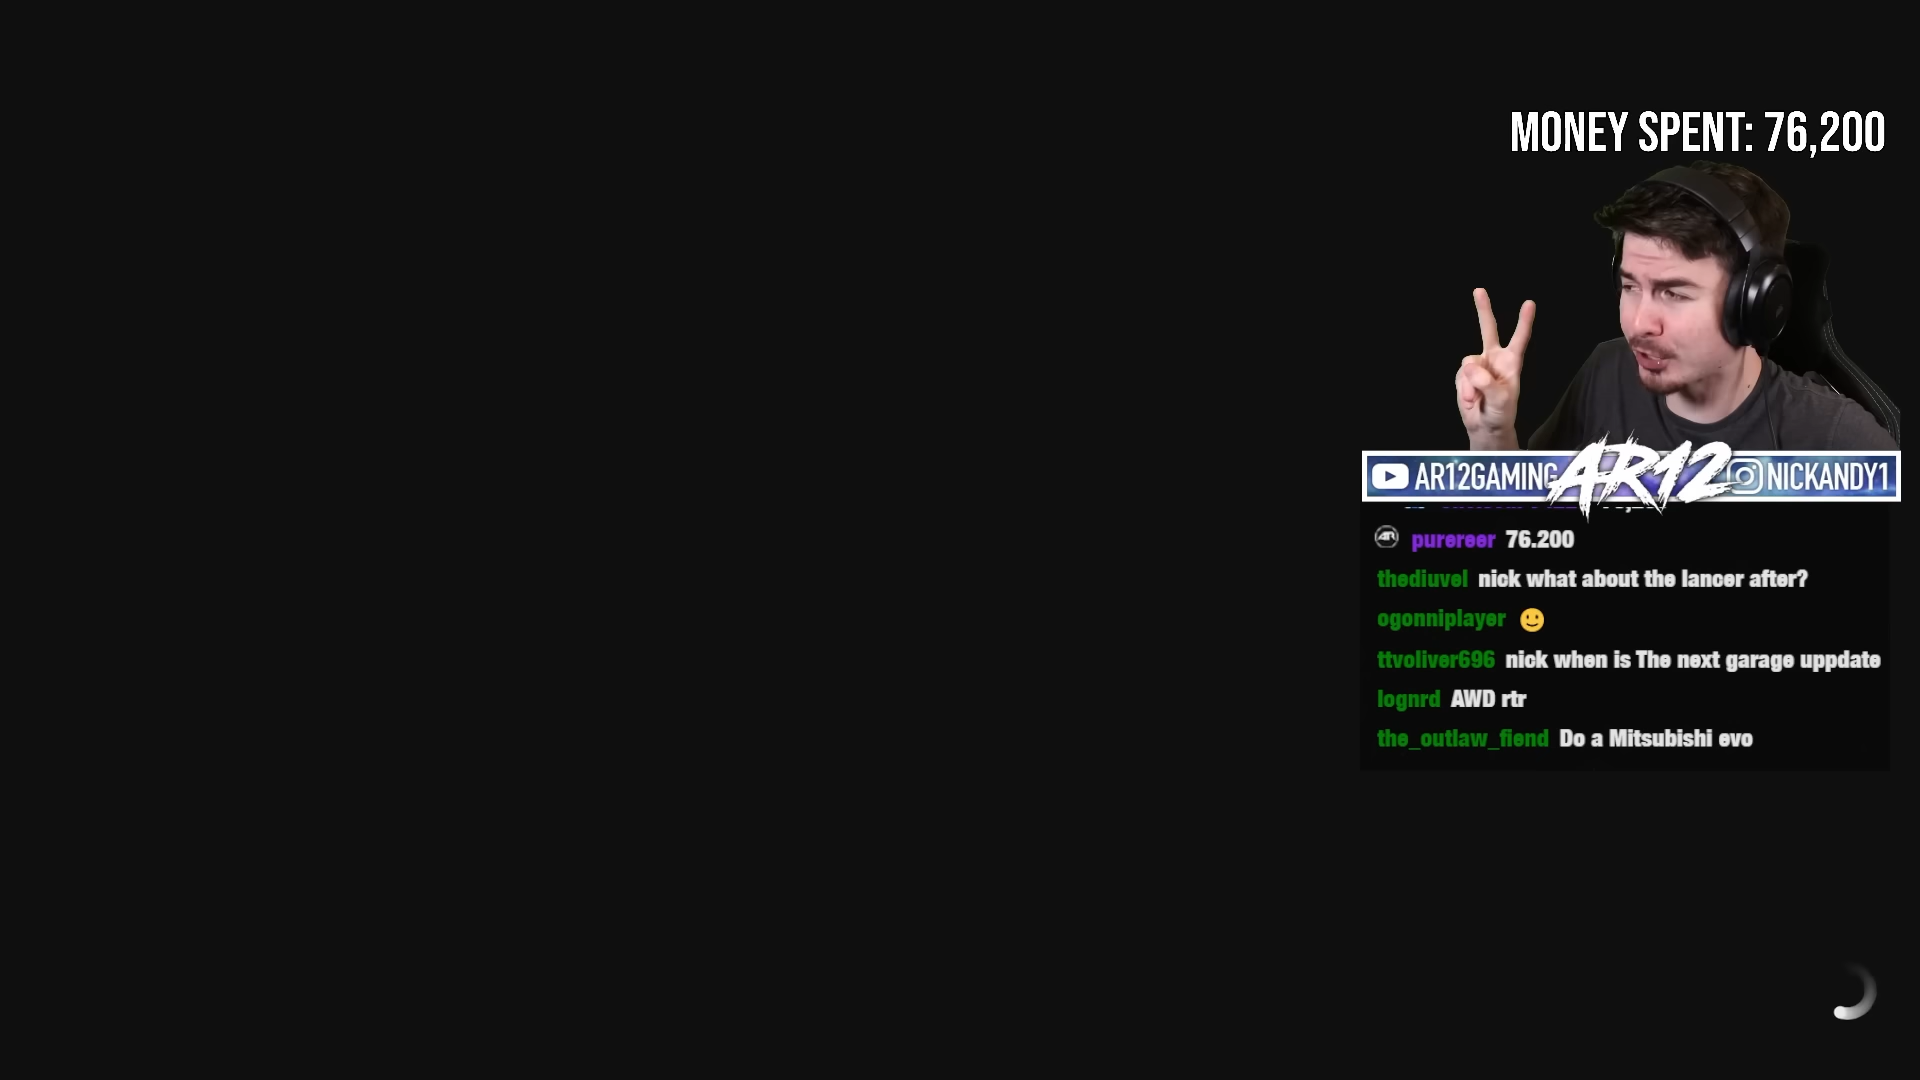 MONEY SPENT: 76,200
AR12GAMING AR12 NICKANDY1
purereer 76.200
thediuvel nick what about the lancer after?
ogonniplayer 🙂
ttvoliver696 nick when is The next garage uppdate
lognrd AWD rtr
the_outlaw_fiend Do a Mitsubishi evo